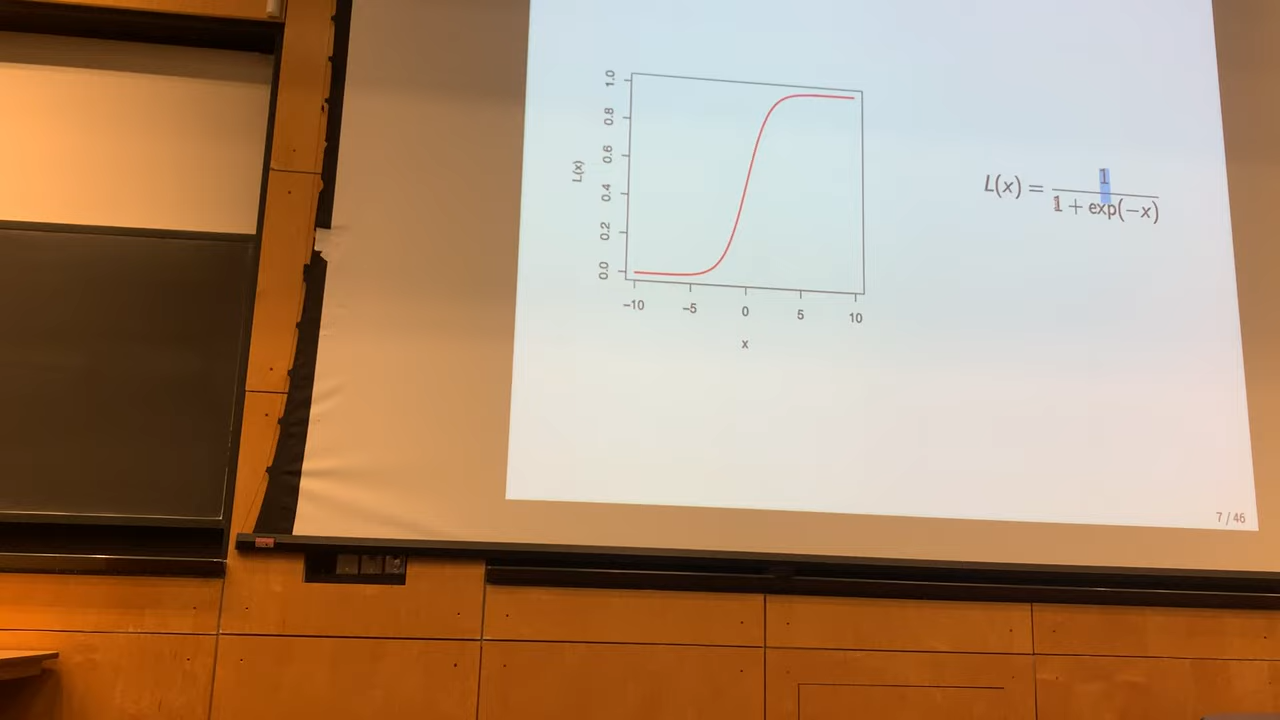 1.0
0.8
0.6
0.4
0.2
0.0
L(x)
−10 −5 0 5 10
x
L(x) = 1 / 1 + exp(−x)
7 / 46